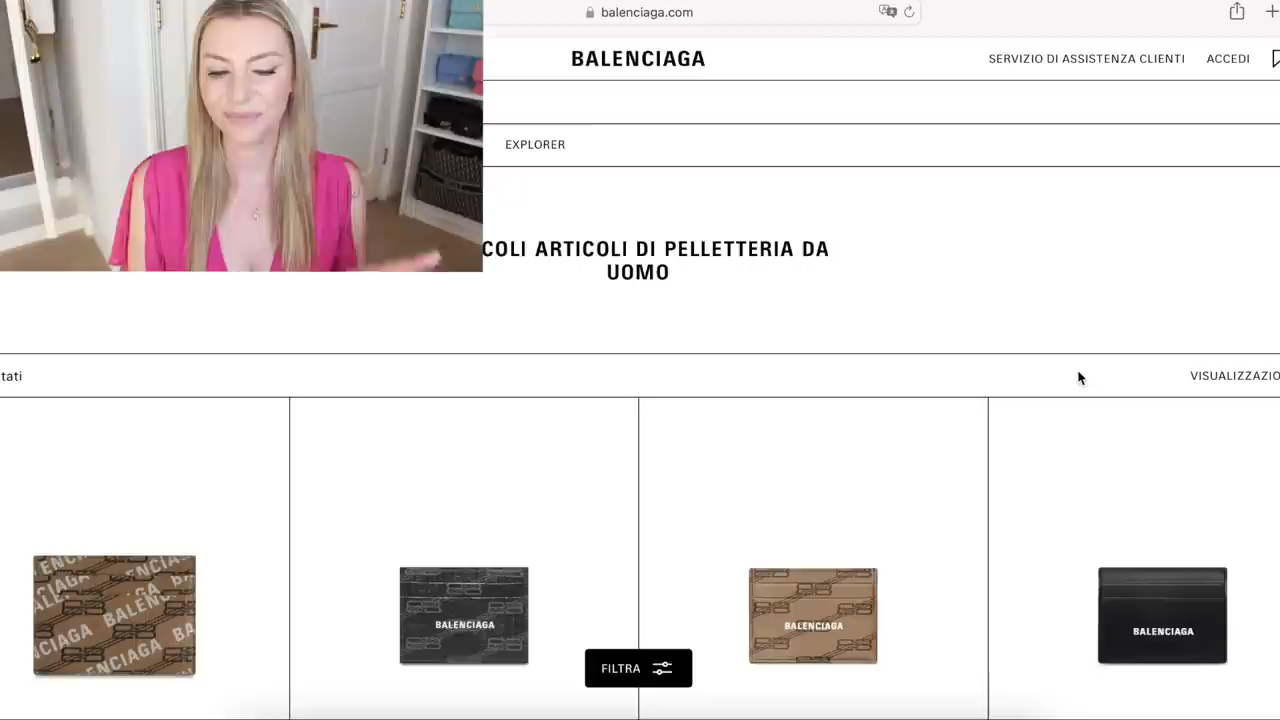 balenciaga.com
BALENCIAGA
SERVIZIO DI ASSISTENZA CLIENTI
ACCEDI
EXPLORER
COLI ARTICOLI DI PELLETTERIA DA
UOMO
tati
VISUALIZZAZIO
BALENCIAGA
BALENCIAGA
BALENCIAGA
BALENCIAGA
FILTRA